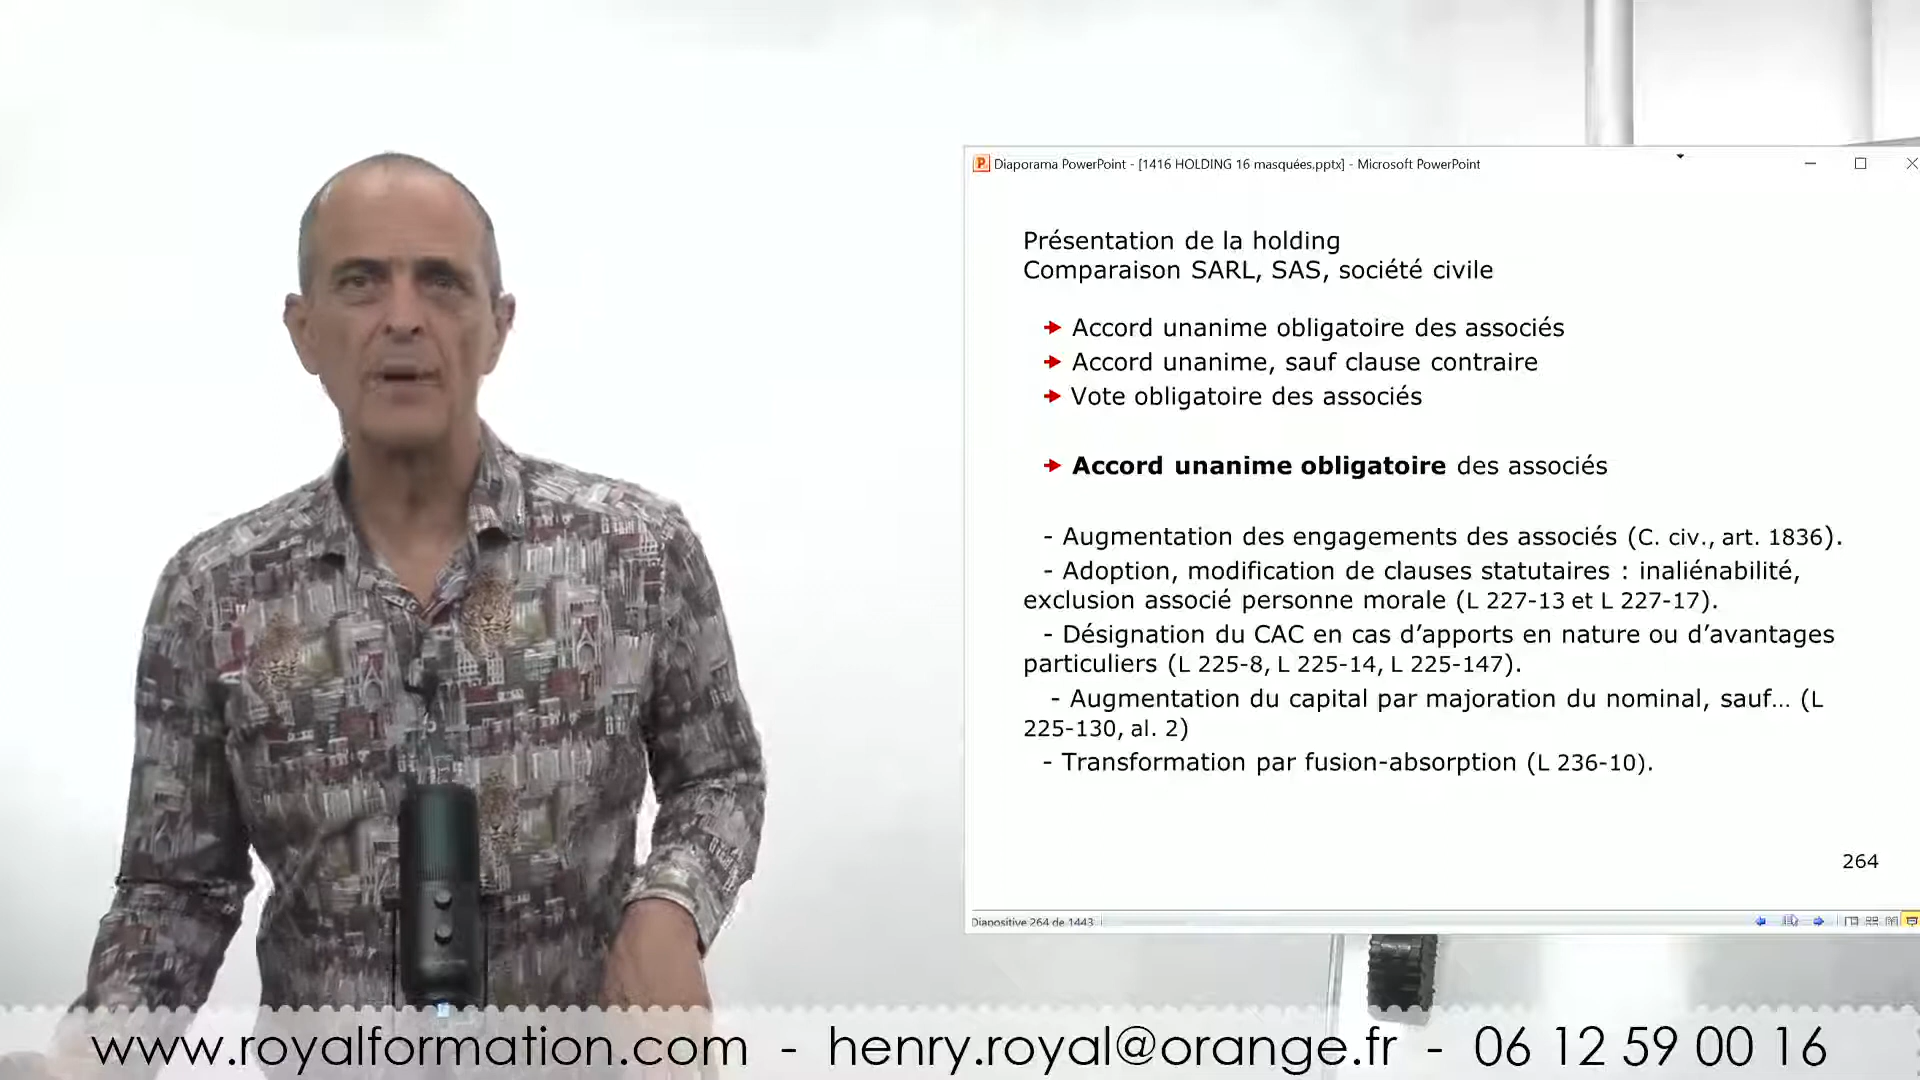 Diaporama PowerPoint - [1416 HOLDING 16 masquées.pptx] - Microsoft PowerPoint
Présentation de la holding
Comparaison SARL, SAS, société civile
Accord unanime obligatoire des associés
Accord unanime, sauf clause contraire
Vote obligatoire des associés
Accord unanime obligatoire des associés
- Augmentation des engagements des associés (C. civ., art. 1836).
- Adoption, modification de clauses statutaires : inaliénabilité,
exclusion associé personne morale (L 227-13 et L 227-17).
- Désignation du CAC en cas d’apports en nature ou d’avantages
particuliers (L 225-8, L 225-14, L 225-147).
- Augmentation du capital par majoration du nominal, sauf… (L
225-130, al. 2)
- Transformation par fusion-absorption (L 236-10).
264
Diapositive 264 de 1443
www.royalformation.com - henry.royal@orange.fr - 06 12 59 00 16